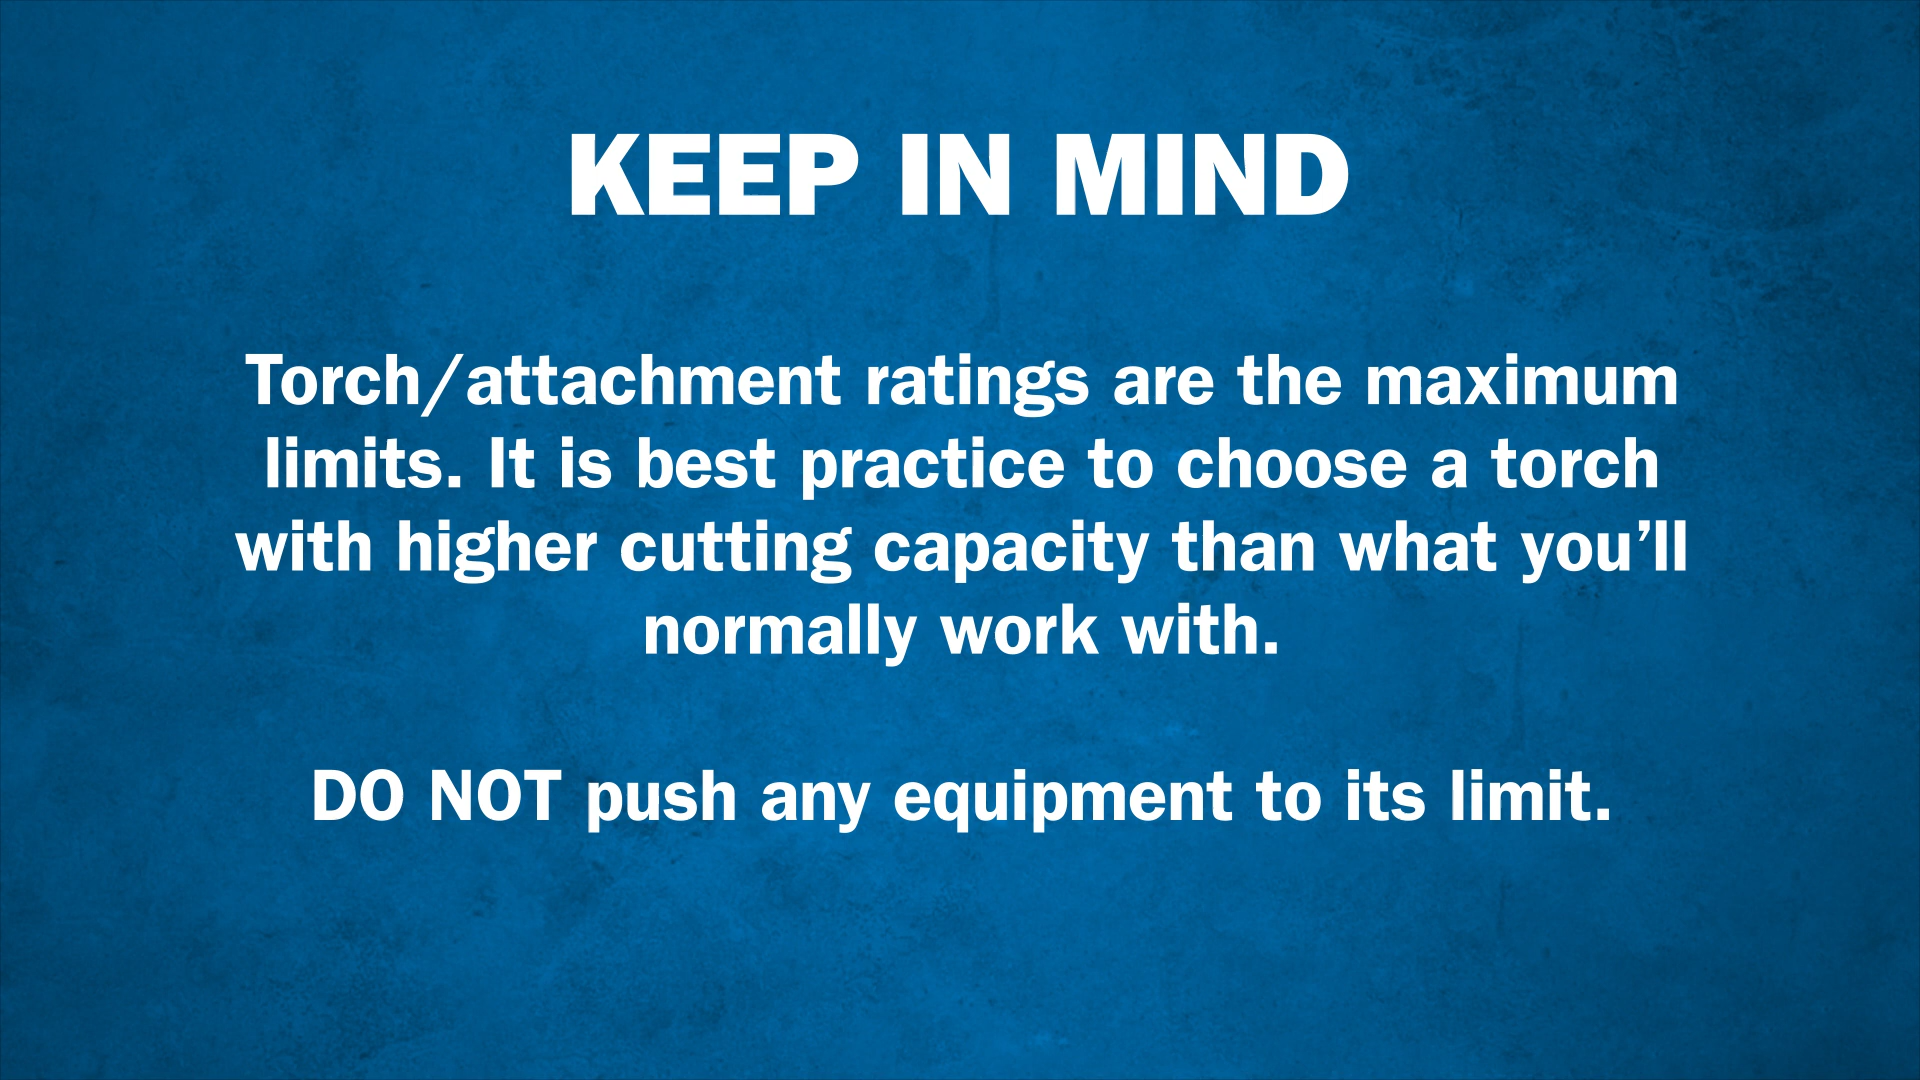 KEEP IN MIND
Torch/attachment ratings are the maximum
limits. It is best practice to choose a torch
with higher cutting capacity than what you’ll
normally work with.
DO NOT push any equipment to its limit.